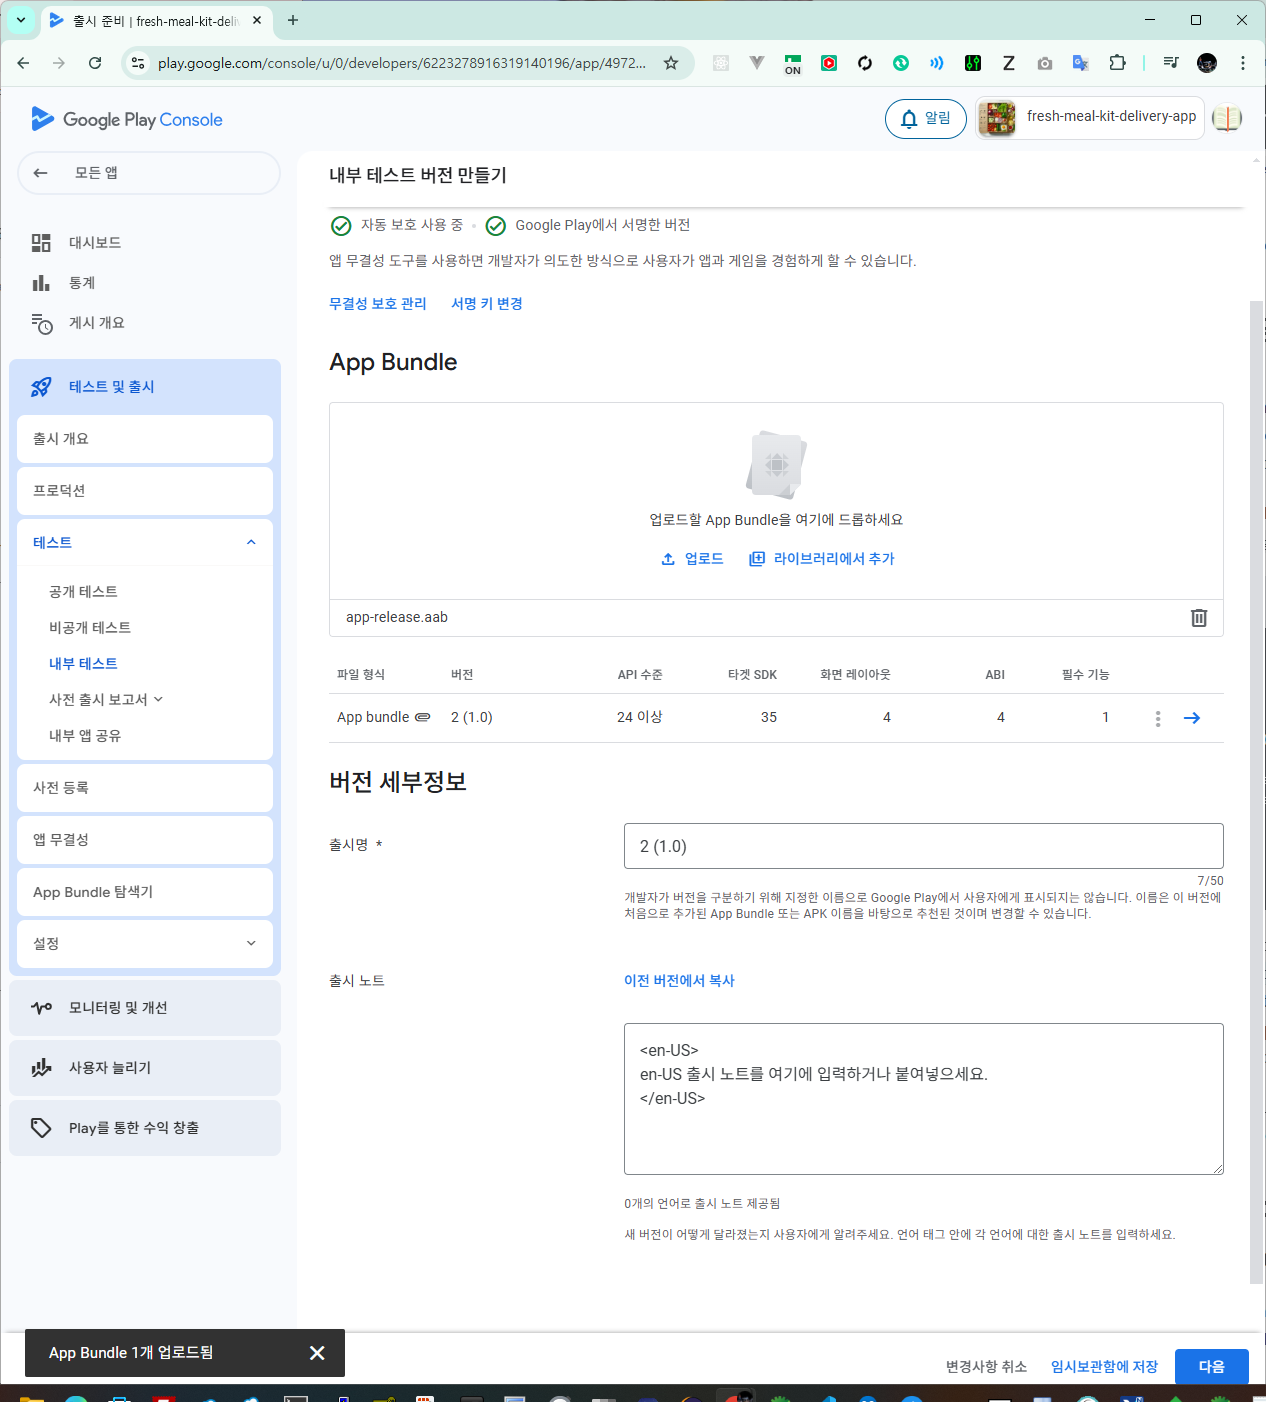 출시 준비 | fresh-meal-kit-deliv
play.google.com/console/u/0/developers/6223278916319140196/app/4972...
ON
Z
Google Play Console
알림
fresh-meal-kit-delivery-app
모든 앱
대시보드
통계
게시 개요
테스트 및 출시
출시 개요
프로덕션
테스트
공개 테스트
비공개 테스트
내부 테스트
사전 출시 보고서
내부 앱 공유
사전 등록
앱 무결성
App Bundle 탐색기
설정
모니터링 및 개선
사용자 늘리기
Play를 통한 수익 창출
내부 테스트 버전 만들기
자동 보호 사용 중 • Google Play에서 서명한 버전
앱 무결성 도구를 사용하면 개발자가 의도한 방식으로 사용자가 앱과 게임을 경험하게 할 수 있습니다.
무결성 보호 관리 서명 키 변경
App Bundle
업로드할 App Bundle을 여기에 드롭하세요
업로드 라이브러리에서 추가
app-release.aab
파일 형식 버전 API 수준 타겟 SDK 화면 레이아웃 ABI 필수 기능
App bundle 2 (1.0) 24 이상 35 4 4 1
버전 세부정보
출시명 *
2 (1.0)
7/50
개발자가 버전을 구분하기 위해 지정한 이름으로 Google Play에서 사용자에게 표시되지는 않습니다. 이름은 이 버전에
처음으로 추가된 App Bundle 또는 APK 이름을 바탕으로 추천된 것이며 변경할 수 있습니다.
출시 노트
이전 버전에서 복사
<en-US>
en-US 출시 노트를 여기에 입력하거나 붙여넣으세요.
</en-US>
0개의 언어로 출시 노트 제공됨
새 버전이 어떻게 달라졌는지 사용자에게 알려주세요. 언어 태그 안에 각 언어에 대한 출시 노트를 입력하세요.
App Bundle 1개 업로드됨
변경사항 취소 임시보관함에 저장 다음